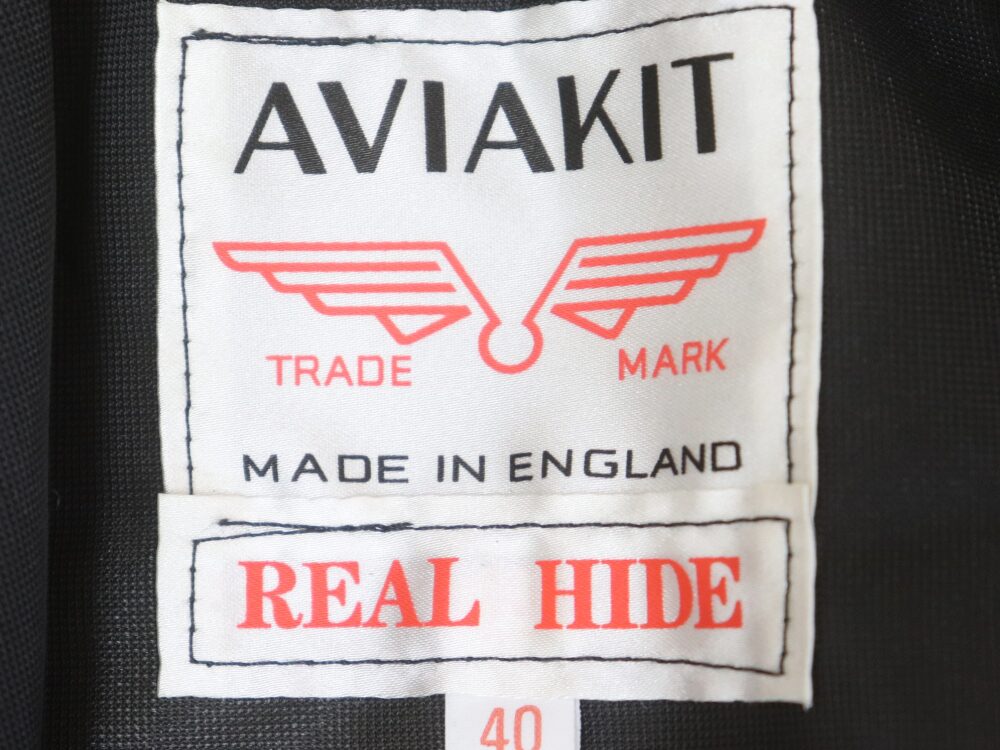 AVIAKIT
TRADE MARK
MADE IN ENGLAND
REAL HIDE
40